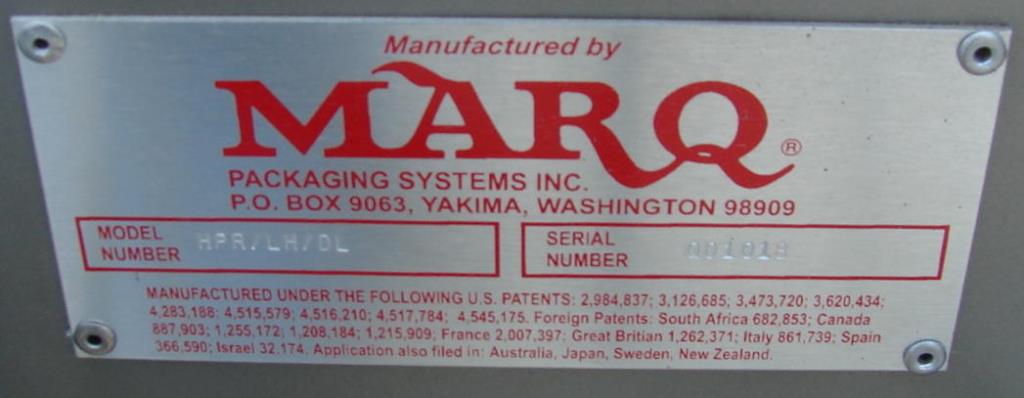 Manufactured by
MARQ®
PACKAGING SYSTEMS INC.
P.O. BOX 9063, YAKIMA, WASHINGTON 98909
MODEL
NUMBER HPR/LH/DL
SERIAL
NUMBER
MANUFACTURED UNDER THE FOLLOWING U.S. PATENTS: 2,984,837; 3,126,685; 3,473,720; 3,620,434;
4,283,188; 4,515,579; 4,516,210; 4,517,784; 4,545,175. Foreign Patents: South Africa 682,853; Canada
887,903; 1,255,172; 1,208,184; 1,215,909; France 2,007,397; Great Britian 1,262,371; Italy 861,739; Spain
366,590; Israel 32,174. Application also filed in: Australia, Japan, Sweden, New Zealand.